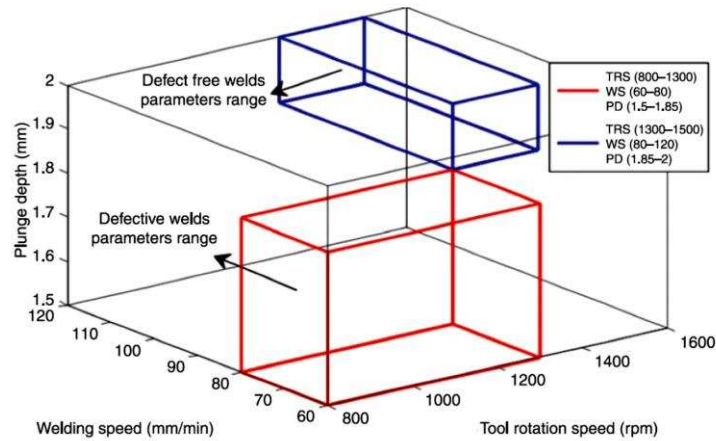 Defect free welds
parameters range
TRS (800–1300)
WS (60–80)
PD (1.5–1.85)
TRS (1300–1500)
WS (80–120)
PD (1.85–2)
Defective welds
parameters range
Plunge depth (mm)
2
1.9
1.8
1.7
1.6
1.5
120
110
100
90
80
70
60
800
1000
1200
1400
1600
Welding speed (mm/min)
Tool rotation speed (rpm)